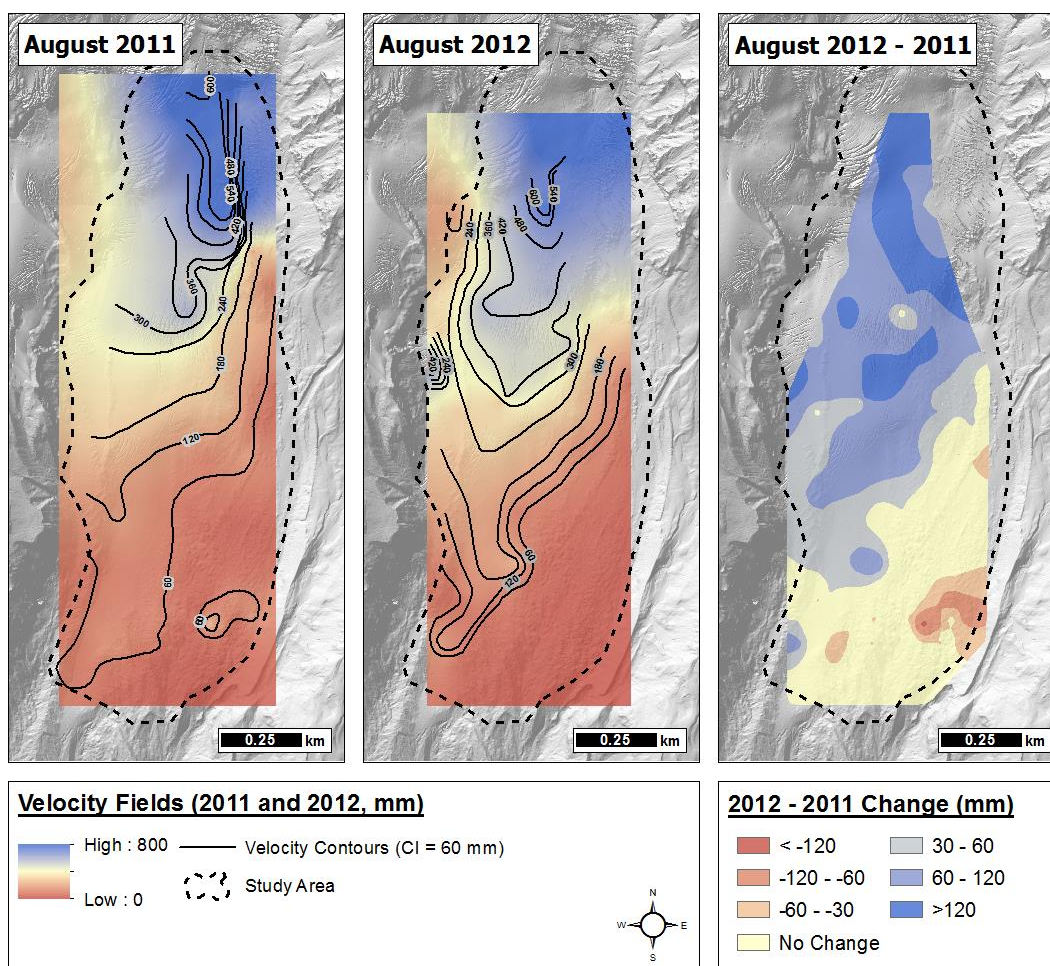 August 2011
August 2012
August 2012 - 2011
600
480
540
420
360
300
240
180
120
60
60
0.25 km
240
360
420
480
600
540
420
240
300
180
60
120
0.25 km
0.25 km
Velocity Fields (2011 and 2012, mm)
High : 800
Low : 0
Velocity Contours (CI = 60 mm)
Study Area
N
W E
S
2012 - 2011 Change (mm)
< -120
-120 - -60
-60 - -30
No Change
30 - 60
60 - 120
>120